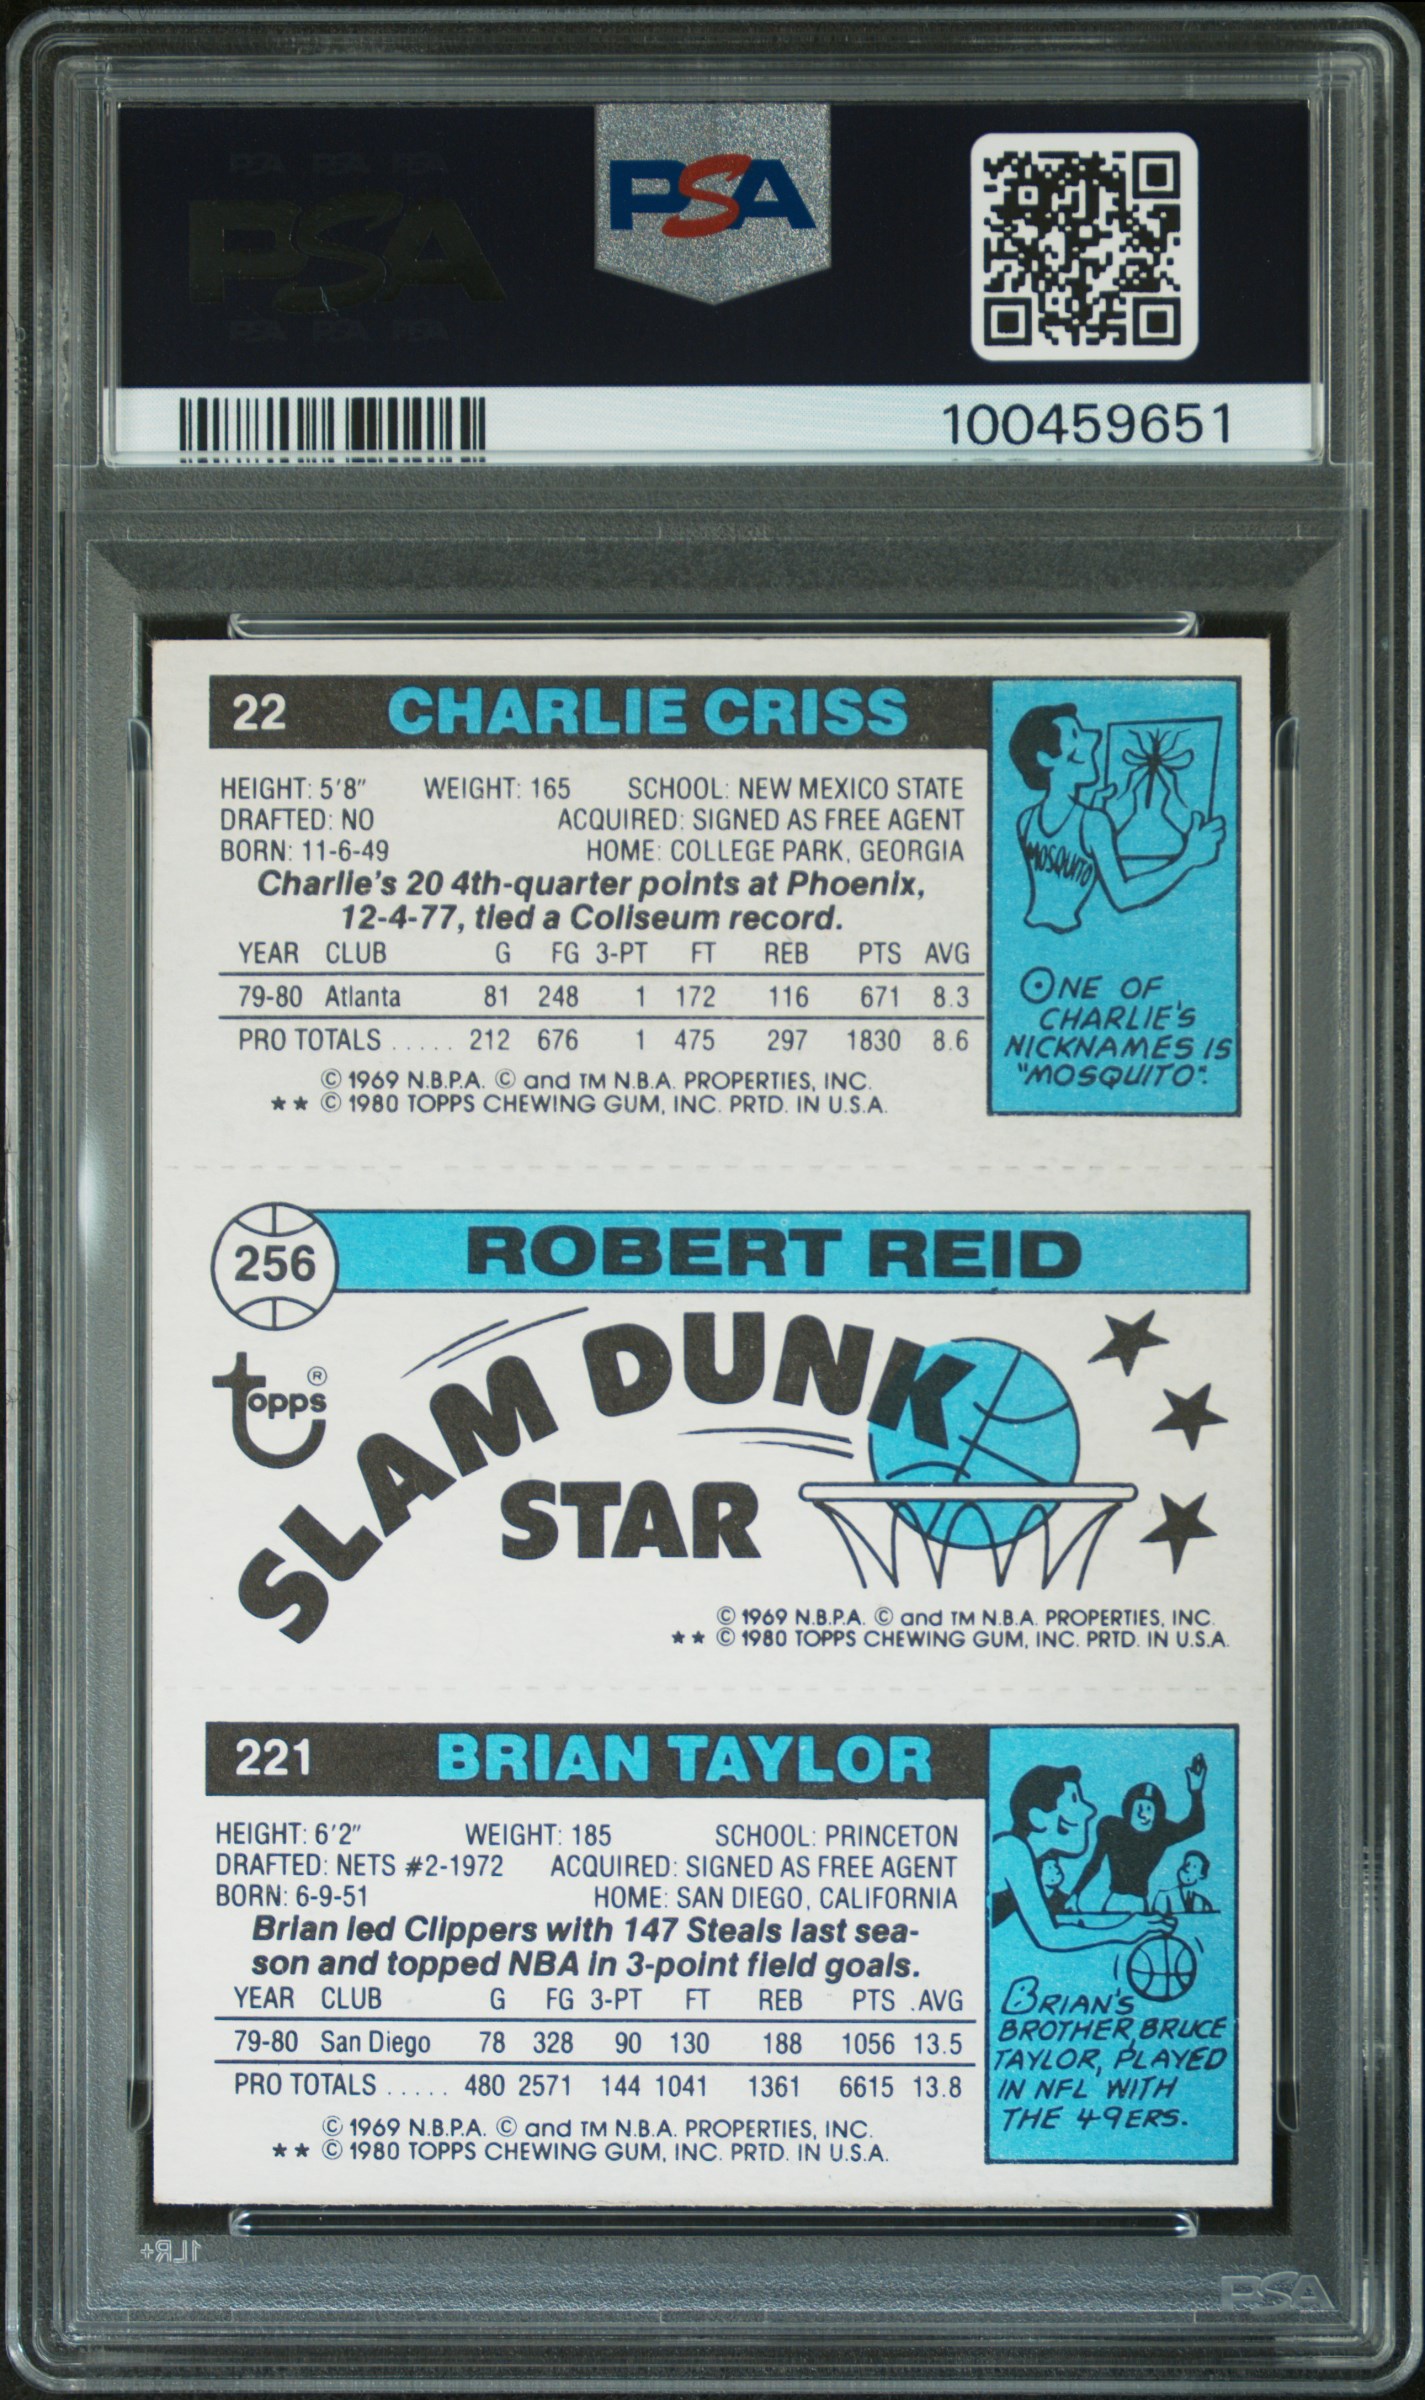 PSA PSA PSA
PSA
PSA PSA PSA
PSA
100459651
22 CHARLIE CRISS
HEIGHT: 5'8" WEIGHT: 165 SCHOOL: NEW MEXICO STATE
DRAFTED: NO ACQUIRED: SIGNED AS FREE AGENT
BORN: 11-6-49 HOME: COLLEGE PARK, GEORGIA
Charlie's 20 4th-quarter points at Phoenix,
12-4-77, tied a Coliseum record.
YEAR CLUB G FG 3-PT FT REB PTS AVG
79-80 Atlanta 81 248 1 172 116 671 8.3
PRO TOTALS ..... 212 676 1 475 297 1830 8.6
© 1969 N.B.P.A. © and TM N.B.A. PROPERTIES, INC.
★★ © 1980 TOPPS CHEWING GUM, INC. PRTD. IN U.S.A.
MOSQUITO
ONE OF
CHARLIE'S
NICKNAMES IS
"MOSQUITO".
256 ROBERT REID
topps®
SLAM DUNK
STAR
© 1969 N.B.P.A. © and TM N.B.A. PROPERTIES, INC.
★★ © 1980 TOPPS CHEWING GUM, INC. PRTD. IN U.S.A.
221 BRIAN TAYLOR
HEIGHT: 6'2" WEIGHT: 185 SCHOOL: PRINCETON
DRAFTED: NETS #2-1972 ACQUIRED: SIGNED AS FREE AGENT
BORN: 6-9-51 HOME: SAN DIEGO, CALIFORNIA
Brian led Clippers with 147 Steals last sea-
son and topped NBA in 3-point field goals.
YEAR CLUB G FG 3-PT FT REB PTS .AVG
79-80 San Diego 78 328 90 130 188 1056 13.5
PRO TOTALS ..... 480 2571 144 1041 1361 6615 13.8
© 1969 N.B.P.A. © and TM N.B.A. PROPERTIES, INC.
★★ © 1980 TOPPS CHEWING GUM, INC. PRTD. IN U.S.A.
BRIAN'S
BROTHER, BRUCE
TAYLOR, PLAYED
IN NFL WITH
THE 49ERS.
1LR+
PSA